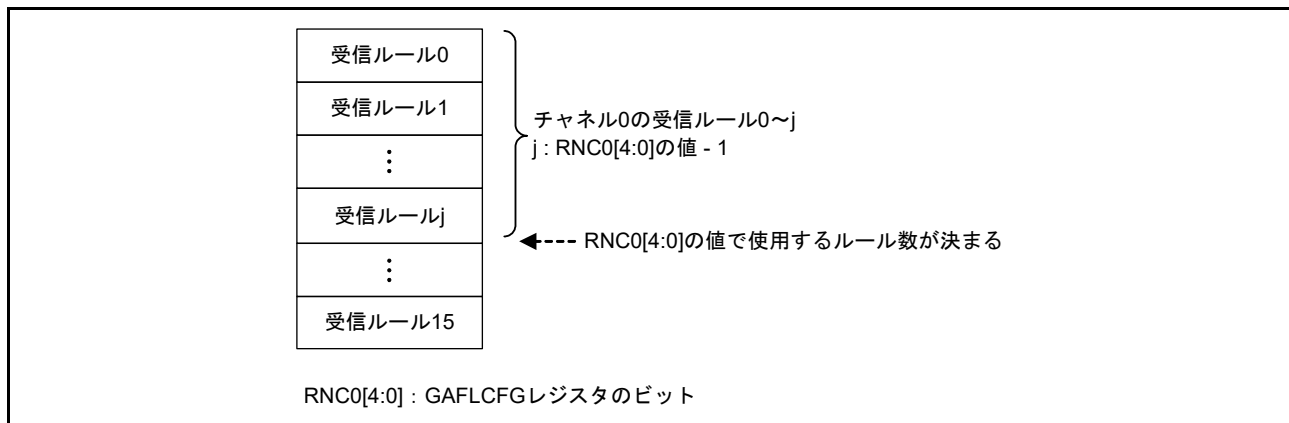 受信ルール0
受信ルール1
⋮
受信ルールj
⋮
受信ルール15
チャネル0の受信ルール0～j
j : RNC0[4:0]の値 - 1
RNC0[4:0]の値で使用するルール数が決まる
RNC0[4:0]：GAFLCFGレジスタのビット